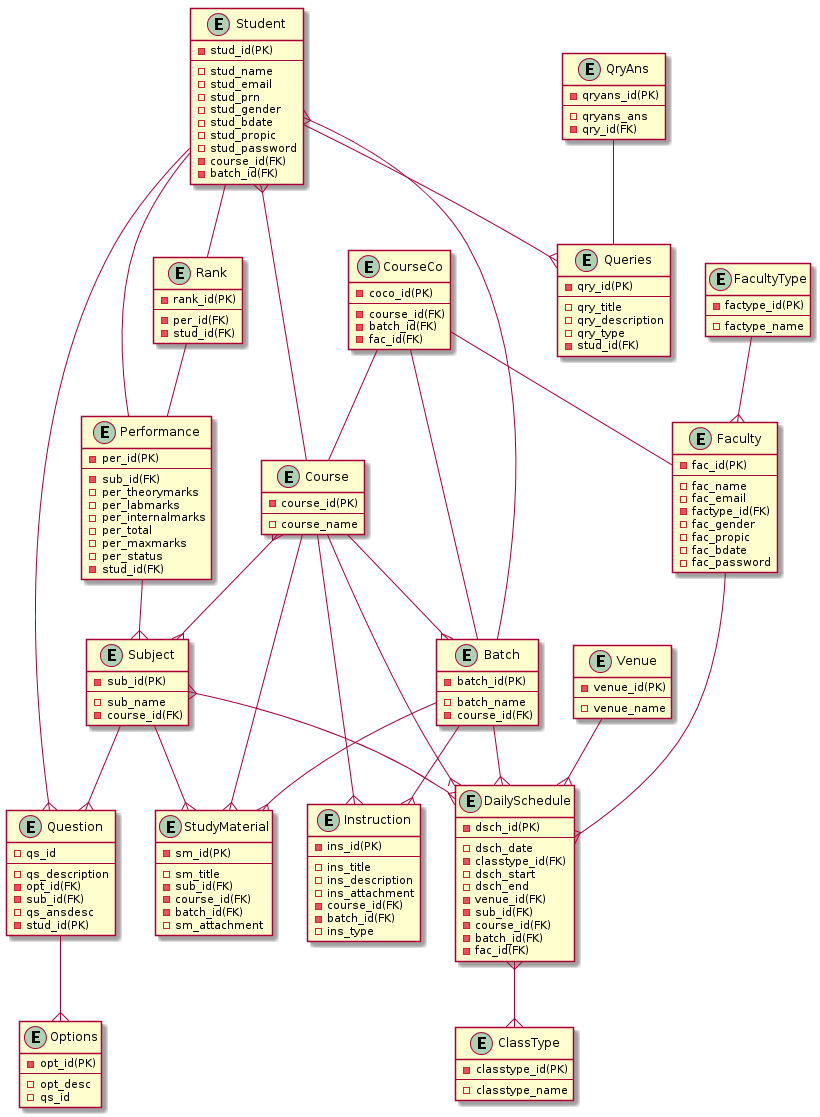 E Student
stud_id(PK)
stud_name
stud_email
stud_prn
stud_gender
stud_bdate
stud_propic
stud_password
course_id(FK)
batch_id(FK)
E QryAns
qryans_id(PK)
qryans_ans
qry_id(FK)
E Rank
rank_id(PK)
per_id(FK)
stud_id(FK)
E CourseCo
coco_id(PK)
course_id(FK)
batch_id(FK)
fac_id(FK)
E Queries
qry_id(PK)
qry_title
qry_description
qry_type
stud_id(FK)
E FacultyType
factype_id(PK)
factype_name
E Performance
per_id(PK)
sub_id(FK)
per_theorymarks
per_labmarks
per_internalmarks
per_total
per_maxmarks
per_status
stud_id(FK)
E Course
course_id(PK)
course_name
E Faculty
fac_id(PK)
fac_name
fac_email
factype_id(FK)
fac_gender
fac_propic
fac_bdate
fac_password
E Subject
sub_id(PK)
sub_name
course_id(FK)
E Batch
batch_id(PK)
batch_name
course_id(FK)
E Venue
venue_id(PK)
venue_name
E Question
qs_id
qs_description
opt_id(FK)
sub_id(FK)
qs_ansdesc
stud_id(PK)
E StudyMaterial
sm_id(PK)
sm_title
sub_id(FK)
course_id(FK)
batch_id(FK)
sm_attachment
E Instruction
ins_id(PK)
ins_title
ins_description
ins_attachment
course_id(FK)
batch_id(FK)
ins_type
E DailySchedule
dsch_id(PK)
dsch_date
classtype_id(FK)
dsch_start
dsch_end
venue_id(FK)
sub_id(FK)
course_id(FK)
batch_id(FK)
fac_id(FK)
E Options
opt_id(PK)
opt_desc
qs_id
E ClassType
classtype_id(PK)
classtype_name